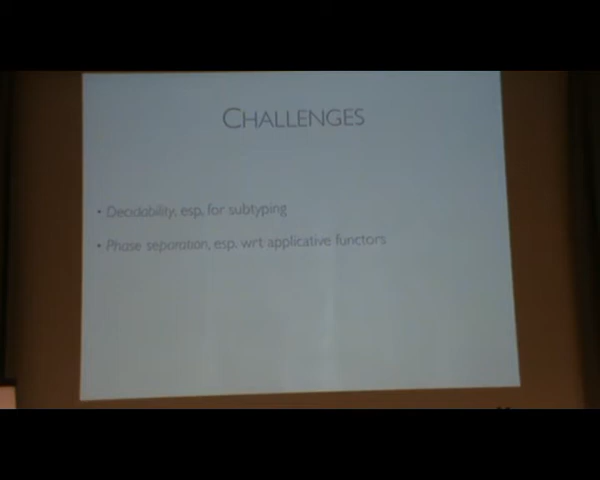 CHALLENGES
• Decidability, esp. for subtyping
• Phase separation, esp. wrt applicative functors